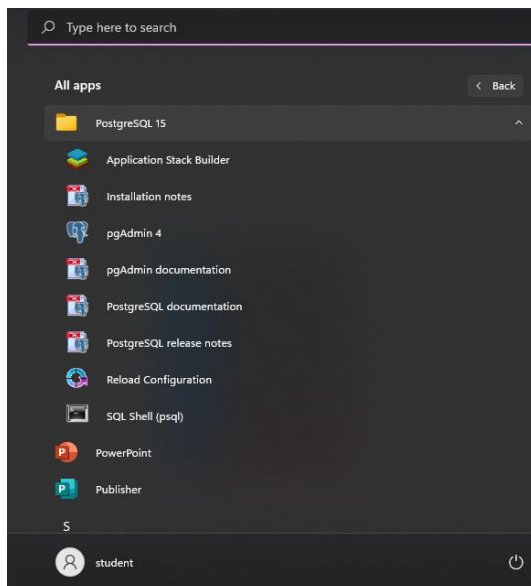 Type here to search
All apps
Back
PostgreSQL 15
Application Stack Builder
Installation notes
pgAdmin 4
pgAdmin documentation
PostgreSQL documentation
PostgreSQL release notes
Reload Configuration
SQL Shell (psql)
PowerPoint
Publisher
S
student